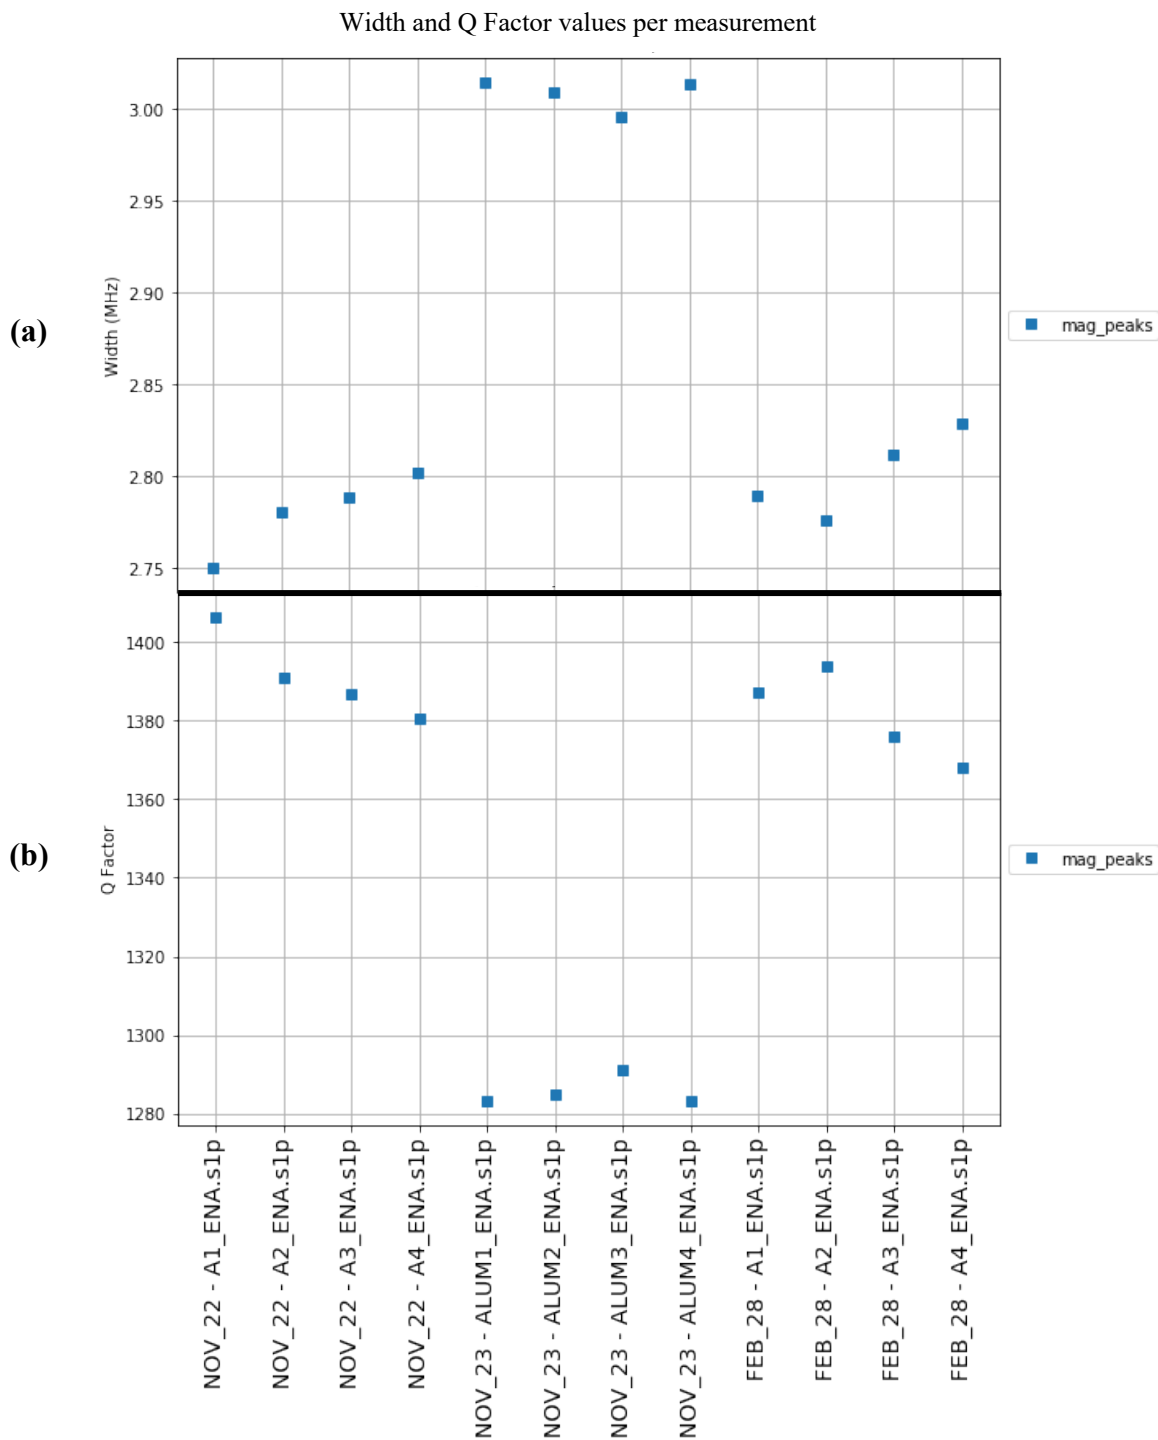 Width and Q Factor values per measurement
(a)
Width (MHz)
3.00
2.95
2.90
2.85
2.80
2.75
mag_peaks
(b)
Q Factor
1400
1380
1360
1340
1320
1300
1280
mag_peaks
NOV_22 - A1_ENA.s1p
NOV_22 - A2_ENA.s1p
NOV_22 - A3_ENA.s1p
NOV_22 - A4_ENA.s1p
NOV_23 - ALUM1_ENA.s1p
NOV_23 - ALUM2_ENA.s1p
NOV_23 - ALUM3_ENA.s1p
NOV_23 - ALUM4_ENA.s1p
FEB_28 - A1_ENA.s1p
FEB_28 - A2_ENA.s1p
FEB_28 - A3_ENA.s1p
FEB_28 - A4_ENA.s1p